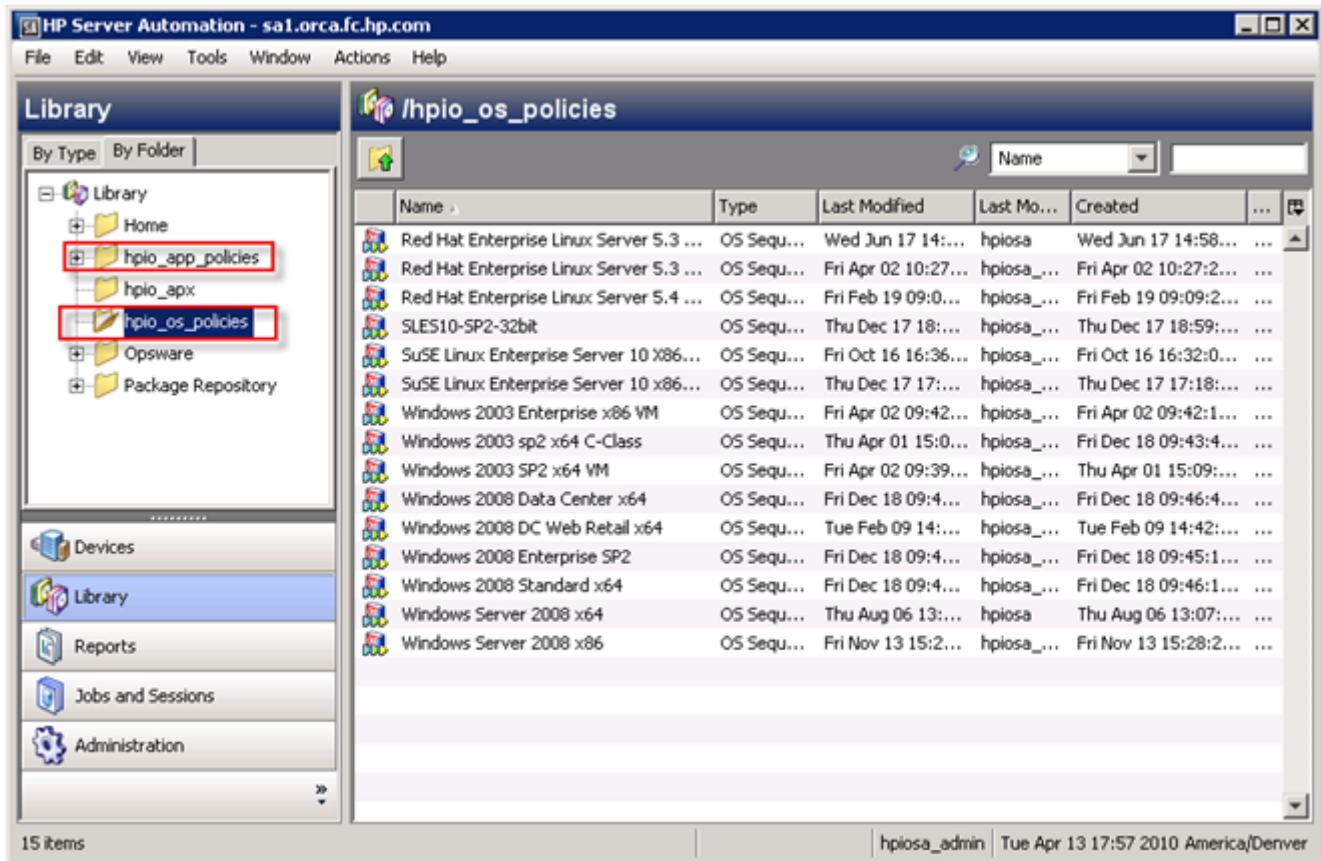 HP Server Automation - sa1.orca.fc.hp.com
File Edit View Tools Window Actions Help
Library
By Type By Folder
Library
Home
hpio_app_policies
hpio_apx
hpio_os_policies
Opsware
Package Repository
Devices
Library
Reports
Jobs and Sessions
Administration
/hpio_os_policies
Name
Name Type Last Modified Last Mo... Created ...
Red Hat Enterprise Linux Server 5.3 ... OS Sequ... Wed Jun 17 14:... hpiosa Wed Jun 17 14:58... ...
Red Hat Enterprise Linux Server 5.3 ... OS Sequ... Fri Apr 02 10:27... hpiosa_... Fri Apr 02 10:27:2... ...
Red Hat Enterprise Linux Server 5.4 ... OS Sequ... Fri Feb 19 09:0... hpiosa_... Fri Feb 19 09:09:2... ...
SLES10-SP2-32bit OS Sequ... Thu Dec 17 18:... hpiosa_... Thu Dec 17 18:59:... ...
SuSE Linux Enterprise Server 10 X86... OS Sequ... Fri Oct 16 16:36... hpiosa_... Fri Oct 16 16:32:0... ...
SuSE Linux Enterprise Server 10 x86... OS Sequ... Thu Dec 17 17:... hpiosa_... Thu Dec 17 17:18:... ...
Windows 2003 Enterprise x86 VM OS Sequ... Fri Apr 02 09:42... hpiosa_... Fri Apr 02 09:42:1... ...
Windows 2003 sp2 x64 C-Class OS Sequ... Thu Apr 01 15:0... hpiosa_... Fri Dec 18 09:43:4... ...
Windows 2003 SP2 x64 VM OS Sequ... Fri Apr 02 09:39... hpiosa_... Thu Apr 01 15:09:... ...
Windows 2008 Data Center x64 OS Sequ... Fri Dec 18 09:4... hpiosa_... Fri Dec 18 09:46:4... ...
Windows 2008 DC Web Retail x64 OS Sequ... Tue Feb 09 14:... hpiosa_... Tue Feb 09 14:42:... ...
Windows 2008 Enterprise SP2 OS Sequ... Fri Dec 18 09:4... hpiosa_... Fri Dec 18 09:45:1... ...
Windows 2008 Standard x64 OS Sequ... Fri Dec 18 09:4... hpiosa_... Fri Dec 18 09:46:1... ...
Windows Server 2008 x64 OS Sequ... Thu Aug 06 13:... hpiosa Thu Aug 06 13:07:... ...
Windows Server 2008 x86 OS Sequ... Fri Nov 13 15:2... hpiosa_... Fri Nov 13 15:28:2... ...
15 items hpiosa_admin Tue Apr 13 17:57 2010 America/Denver